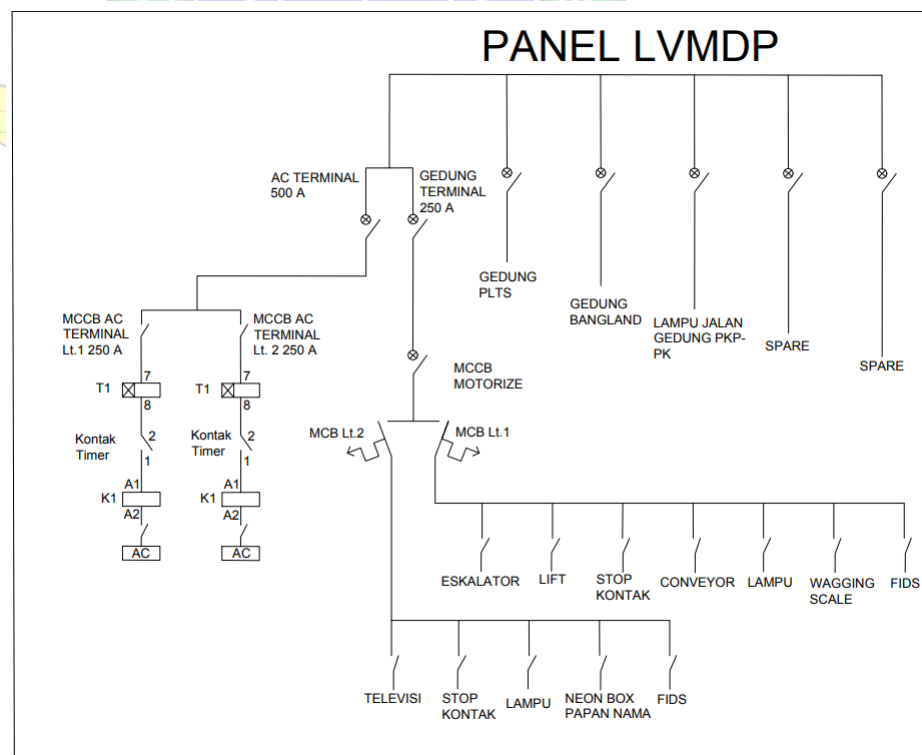 PANEL LVMDP
AC TERMINAL
500 A
GEDUNG
TERMINAL
250 A
GEDUNG
PLTS
GEDUNG
BANGLAND
LAMPU JALAN
GEDUNG PKP-
PK
SPARE
SPARE
MCCB AC
TERMINAL
Lt.1 250 A
MCCB AC
TERMINAL
Lt. 2 250 A
MCCB
MOTORIZE
T1
7
8
T1
7
8
Kontak
Timer
2
1
Kontak
Timer
2
1
MCB Lt.2
MCB Lt.1
A1
K1
A2
A1
K1
A2
AC
AC
ESKALATOR
LIFT
STOP
KONTAK
CONVEYOR
LAMPU
WAGGING
SCALE
FIDS
TELEVISI
STOP
KONTAK
LAMPU
NEON BOX
PAPAN NAMA
FIDS